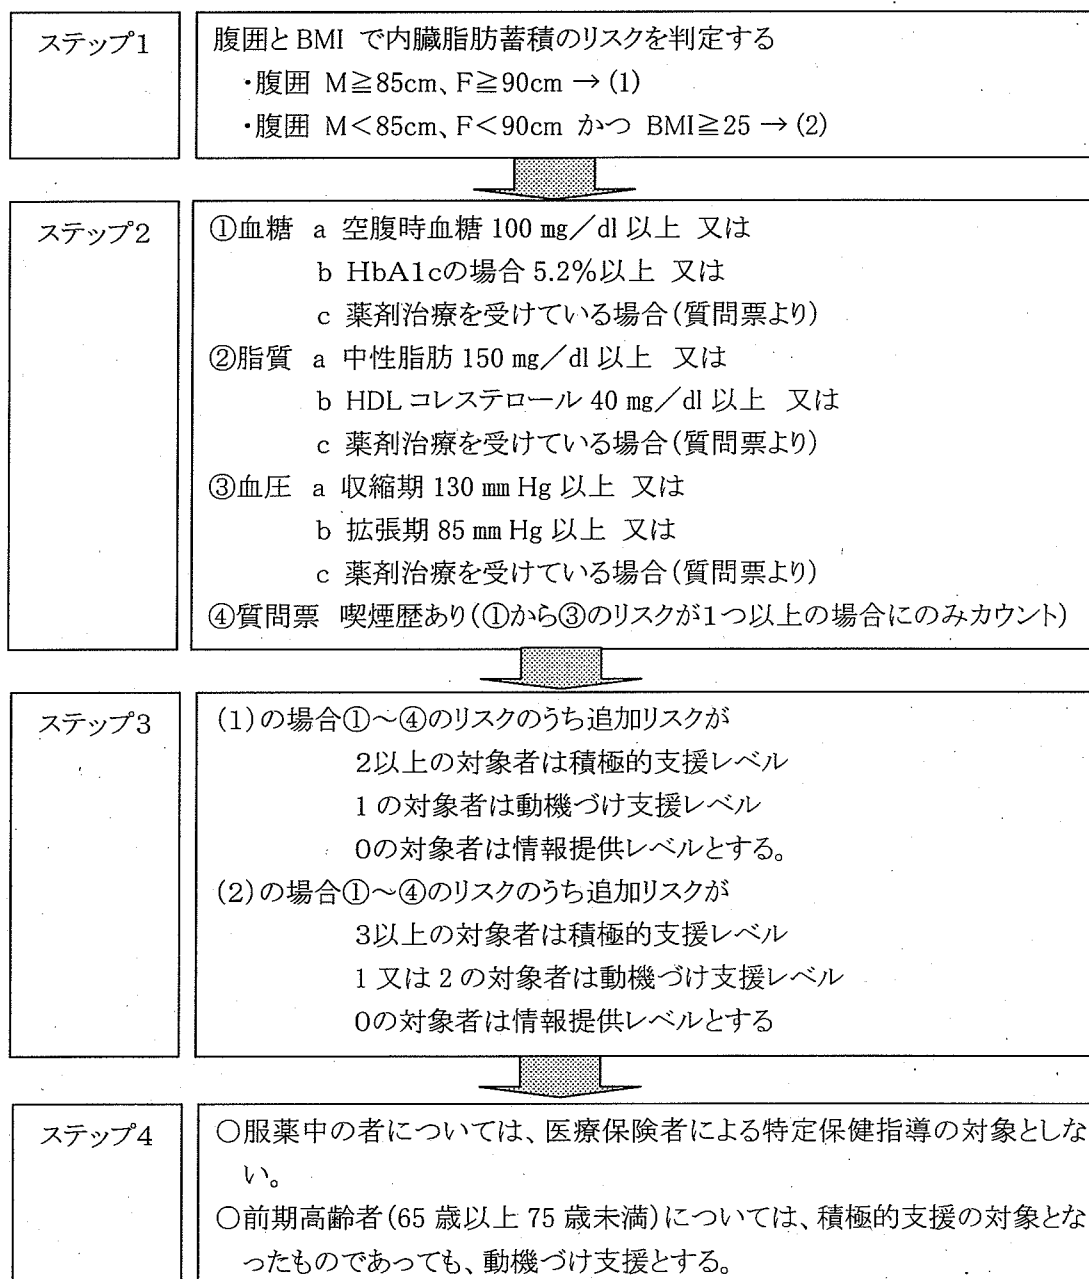 ステップ1
腹囲とBMI で内臓脂肪蓄積のリスクを判定する
・腹囲 M≧85cm、F≧90cm → (1)
・腹囲 M<85cm、F<90cm かつ BMI≧25 → (2)
ステップ2
①血糖 a 空腹時血糖 100 ㎎／dl 以上 又は
b HbA1cの場合 5.2%以上 又は
c 薬剤治療を受けている場合(質問票より)
②脂質 a 中性脂肪 150 ㎎／dl 以上 又は
b HDL コレステロール 40 ㎎／dl 以上 又は
c 薬剤治療を受けている場合(質問票より)
③血圧 a 収縮期 130 ㎜ Hg 以上 又は
b 拡張期 85 ㎜ Hg 以上 又は
c 薬剤治療を受けている場合(質問票より)
④質問票 喫煙歴あり(①から③のリスクが1つ以上の場合にのみカウント)
ステップ3
(1)の場合①～④のリスクのうち追加リスクが
2以上の対象者は積極的支援レベル
1 の対象者は動機づけ支援レベル
0の対象者は情報提供レベルとする。
(2)の場合①～④のリスクのうち追加リスクが
3以上の対象者は積極的支援レベル
1 又は 2 の対象者は動機づけ支援レベル
0の対象者は情報提供レベルとする
ステップ4
○服薬中の者については、医療保険者による特定保健指導の対象としな
い。
○前期高齢者(65 歳以上 75 歳未満)については、積極的支援の対象とな
ったものであっても、動機づけ支援とする。